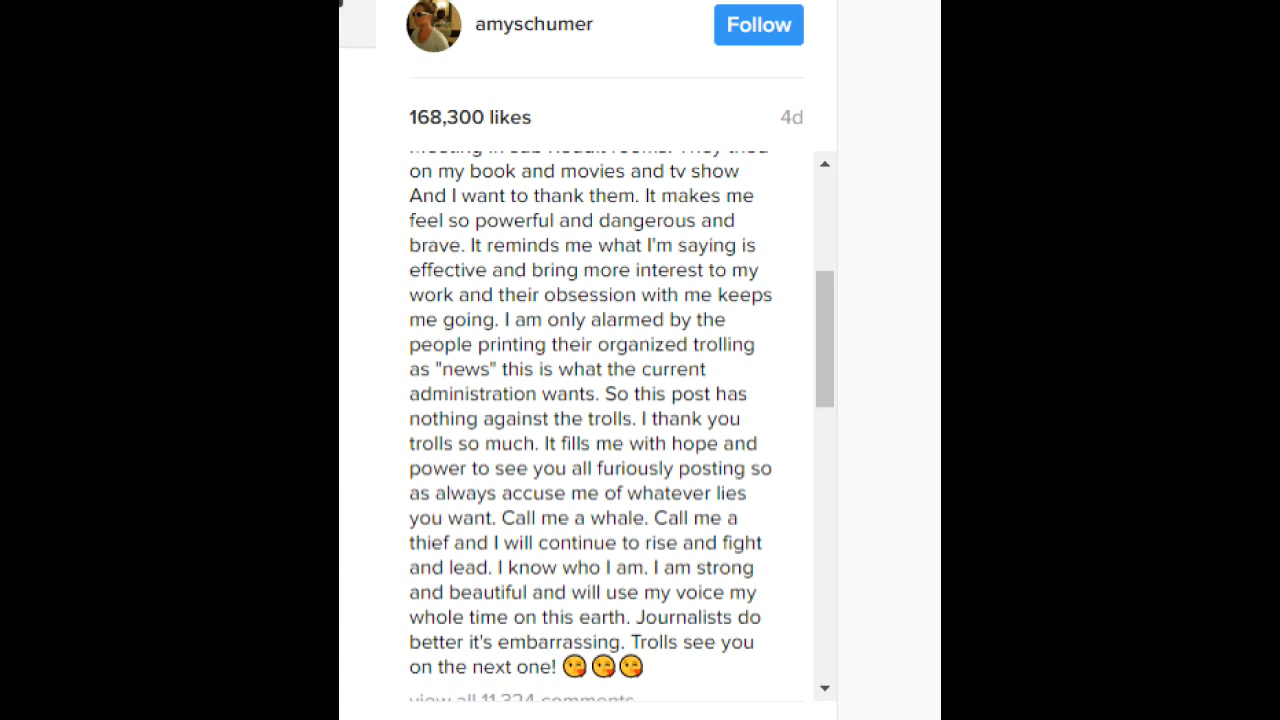 amyschumer
Follow
168,300 likes
4d
on my book and movies and tv show
And I want to thank them. It makes me
feel so powerful and dangerous and
brave. It reminds me what I'm saying is
effective and bring more interest to my
work and their obsession with me keeps
me going. I am only alarmed by the
people printing their organized trolling
as "news" this is what the current
administration wants. So this post has
nothing against the trolls. I thank you
trolls so much. It fills me with hope and
power to see you all furiously posting so
as always accuse me of whatever lies
you want. Call me a whale. Call me a
thief and I will continue to rise and fight
and lead. I know who I am. I am strong
and beautiful and will use my voice my
whole time on this earth. Journalists do
better it's embarrassing. Trolls see you
on the next one! 😘😘😘
view all 11,324 comments